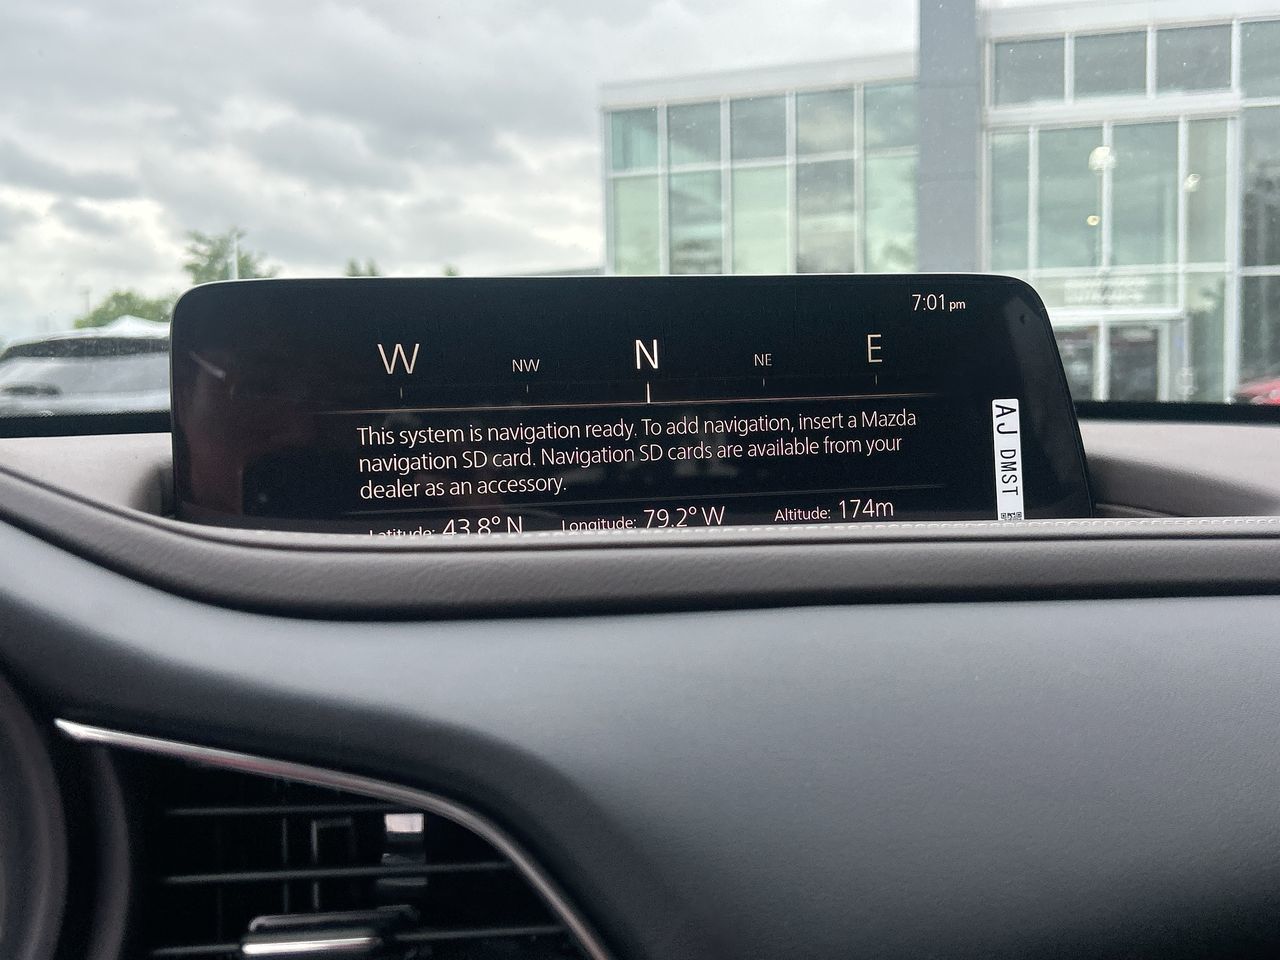 7:01 pm
W NW N NE E
This system is navigation ready. To add navigation, insert a Mazda
navigation SD card. Navigation SD cards are available from your
dealer as an accessory.
Latitude: 43.8° N Longitude: 79.2° W Altitude: 174m
AJ DMST